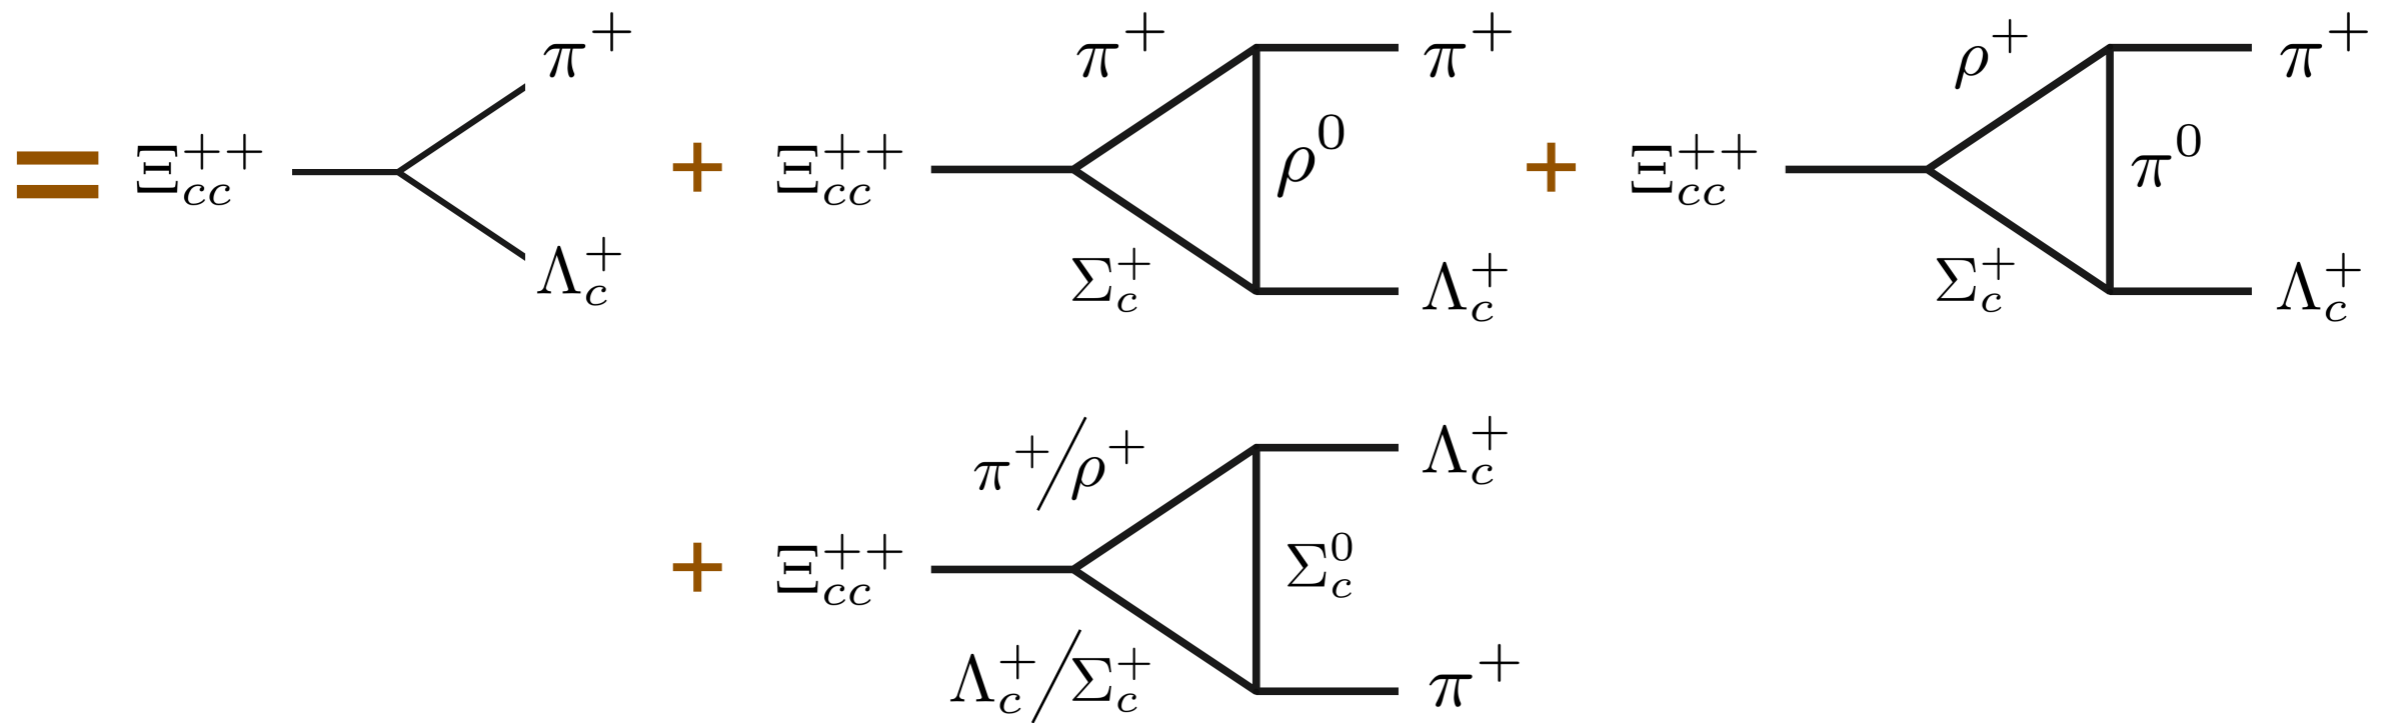 π⁺
= Ξcc⁺⁺
Λc⁺
+ Ξcc⁺⁺
π⁺
Σc⁺
ρ⁰
π⁺
Λc⁺
+ Ξcc⁺⁺
ρ⁺
Σc⁺
π⁰
π⁺
Λc⁺
+ Ξcc⁺⁺
π⁺/ρ⁺
Λc⁺/Σc⁺
Σc⁰
Λc⁺
π⁺